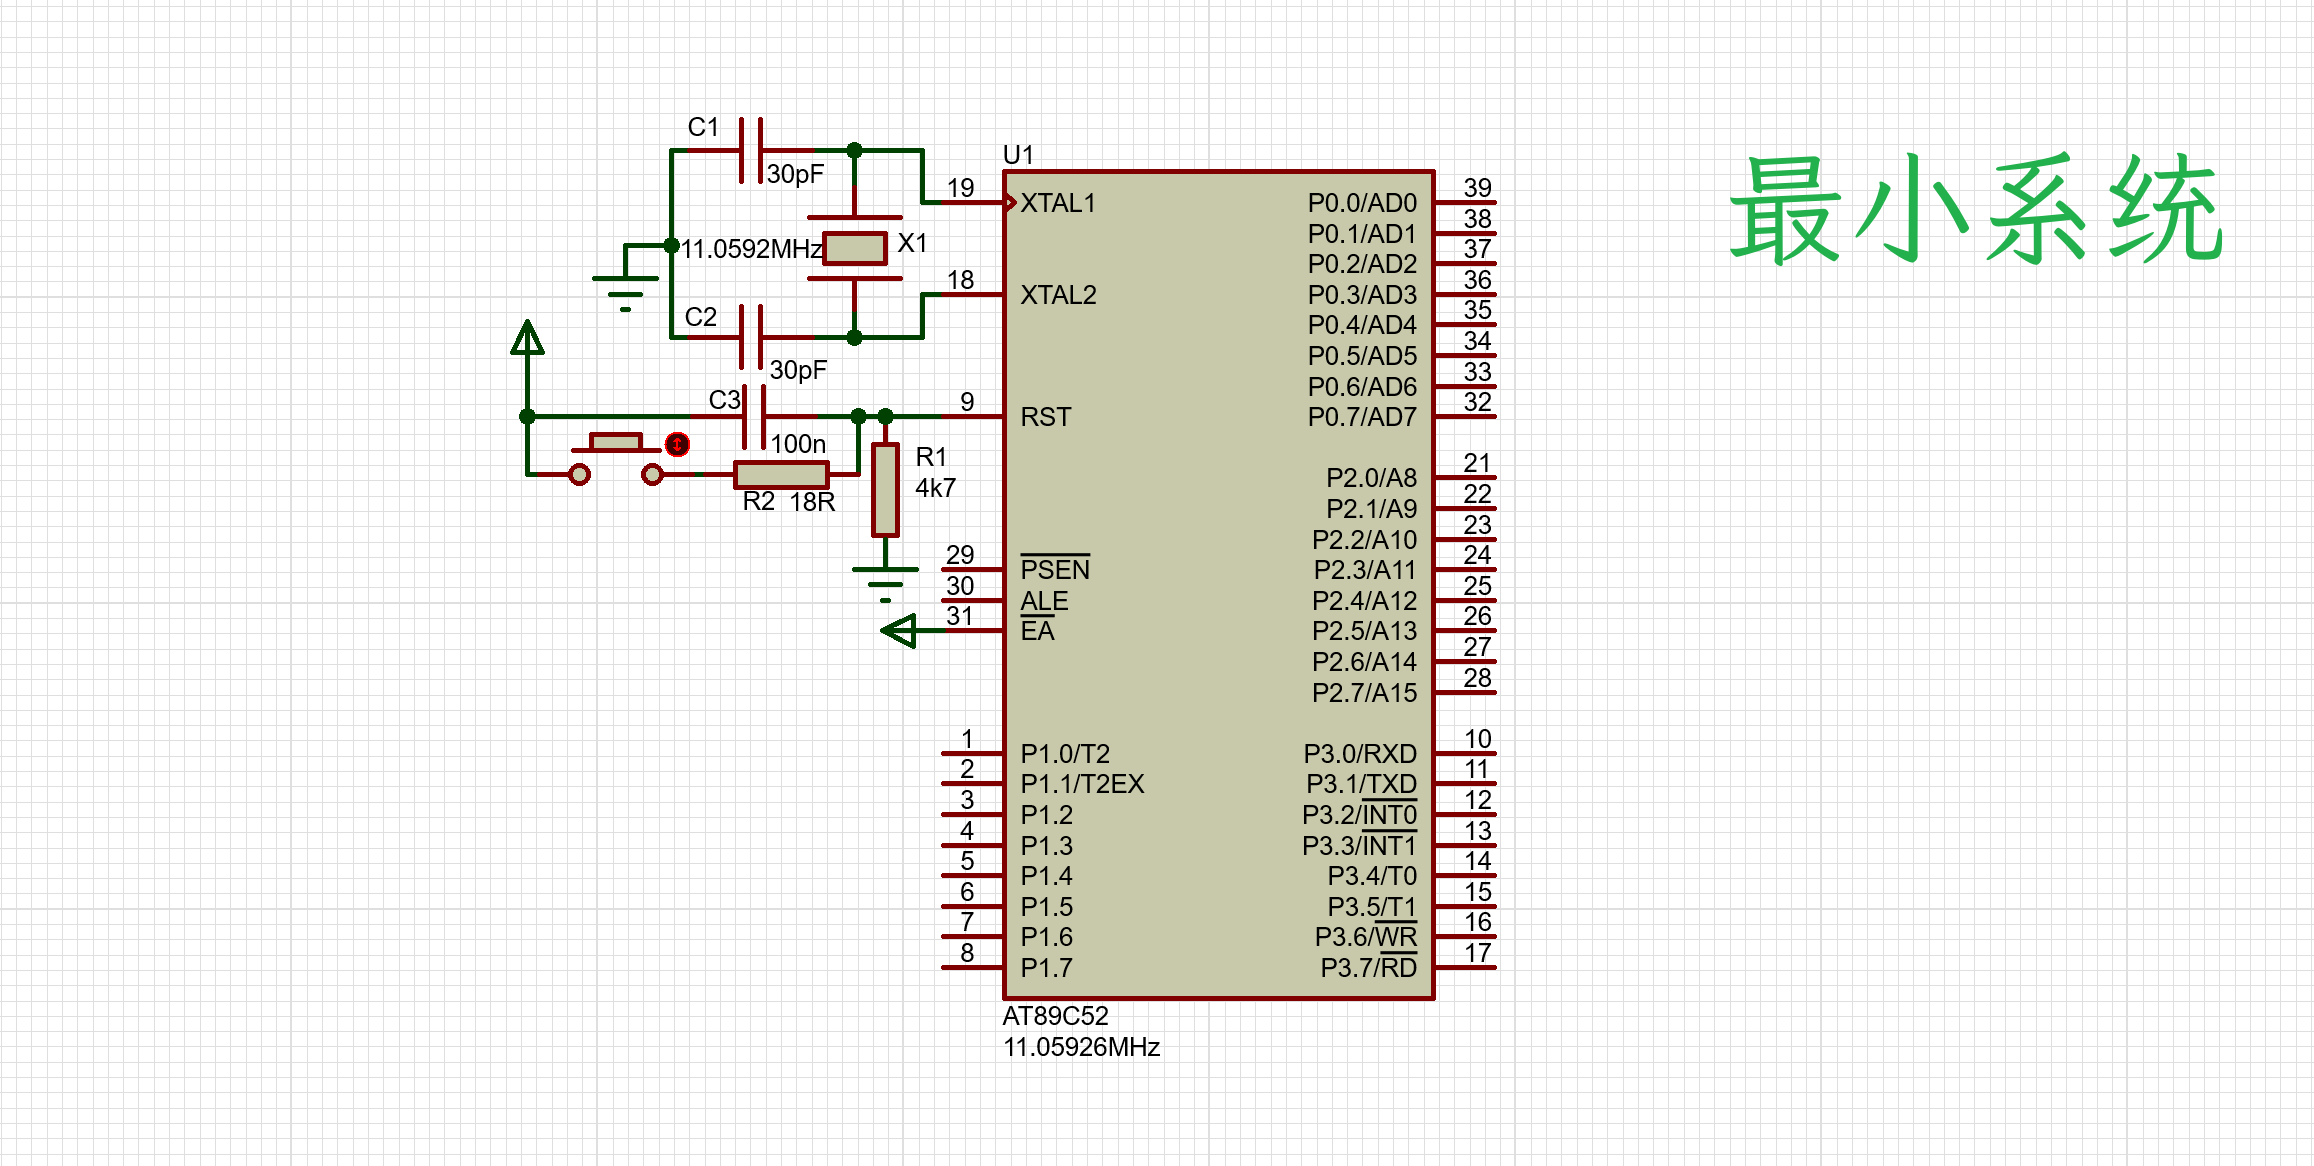 最小系统
C1
30pF
11.0592MHz
X1
C2
30pF
C3
100n
R2 18R
R1
4k7
U1
19 XTAL1
18 XTAL2
9 RST
29 PSEN
30 ALE
31 EA
1 P1.0/T2
2 P1.1/T2EX
3 P1.2
4 P1.3
5 P1.4
6 P1.5
7 P1.6
8 P1.7
P0.0/AD0 39
P0.1/AD1 38
P0.2/AD2 37
P0.3/AD3 36
P0.4/AD4 35
P0.5/AD5 34
P0.6/AD6 33
P0.7/AD7 32
P2.0/A8 21
P2.1/A9 22
P2.2/A10 23
P2.3/A11 24
P2.4/A12 25
P2.5/A13 26
P2.6/A14 27
P2.7/A15 28
P3.0/RXD 10
P3.1/TXD 11
P3.2/INT0 12
P3.3/INT1 13
P3.4/T0 14
P3.5/T1 15
P3.6/WR 16
P3.7/RD 17
AT89C52
11.05926MHz